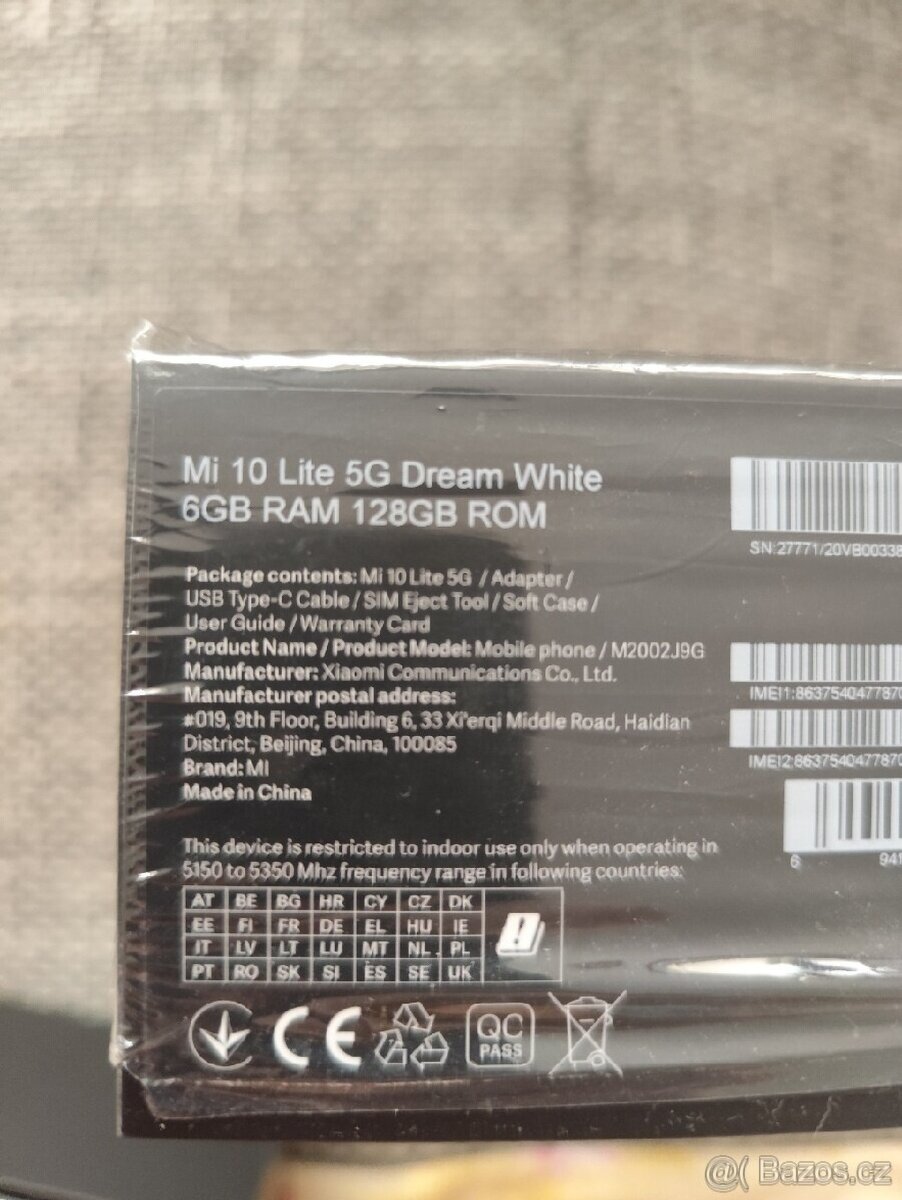 Mi 10 Lite 5G Dream White
6GB RAM 128GB ROM
SN:27771/20VB00338
Package contents: Mi 10 Lite 5G / Adapter /
USB Type-C Cable / SIM Eject Tool / Soft Case /
User Guide / Warranty Card
Product Name / Product Model: Mobile phone / M2002J9G
Manufacturer: Xiaomi Communications Co., Ltd.
Manufacturer postal address:
#019, 9th Floor, Building 6, 33 Xi'erqi Middle Road, Haidian
District, Beijing, China, 100085
Brand: MI
Made in China
IMEI1:8637540477870
IMEI2:8637540477870
6 941
This device is restricted to indoor use only when operating in
5150 to 5350 Mhz frequency range in following countries:
AT BE BG HR CY CZ DK
EE FI FR DE EL HU IE
IT LV LT LU MT NL PL
PT RO SK SI ES SE UK
CE
QC
PASS
@( Bazos.cz